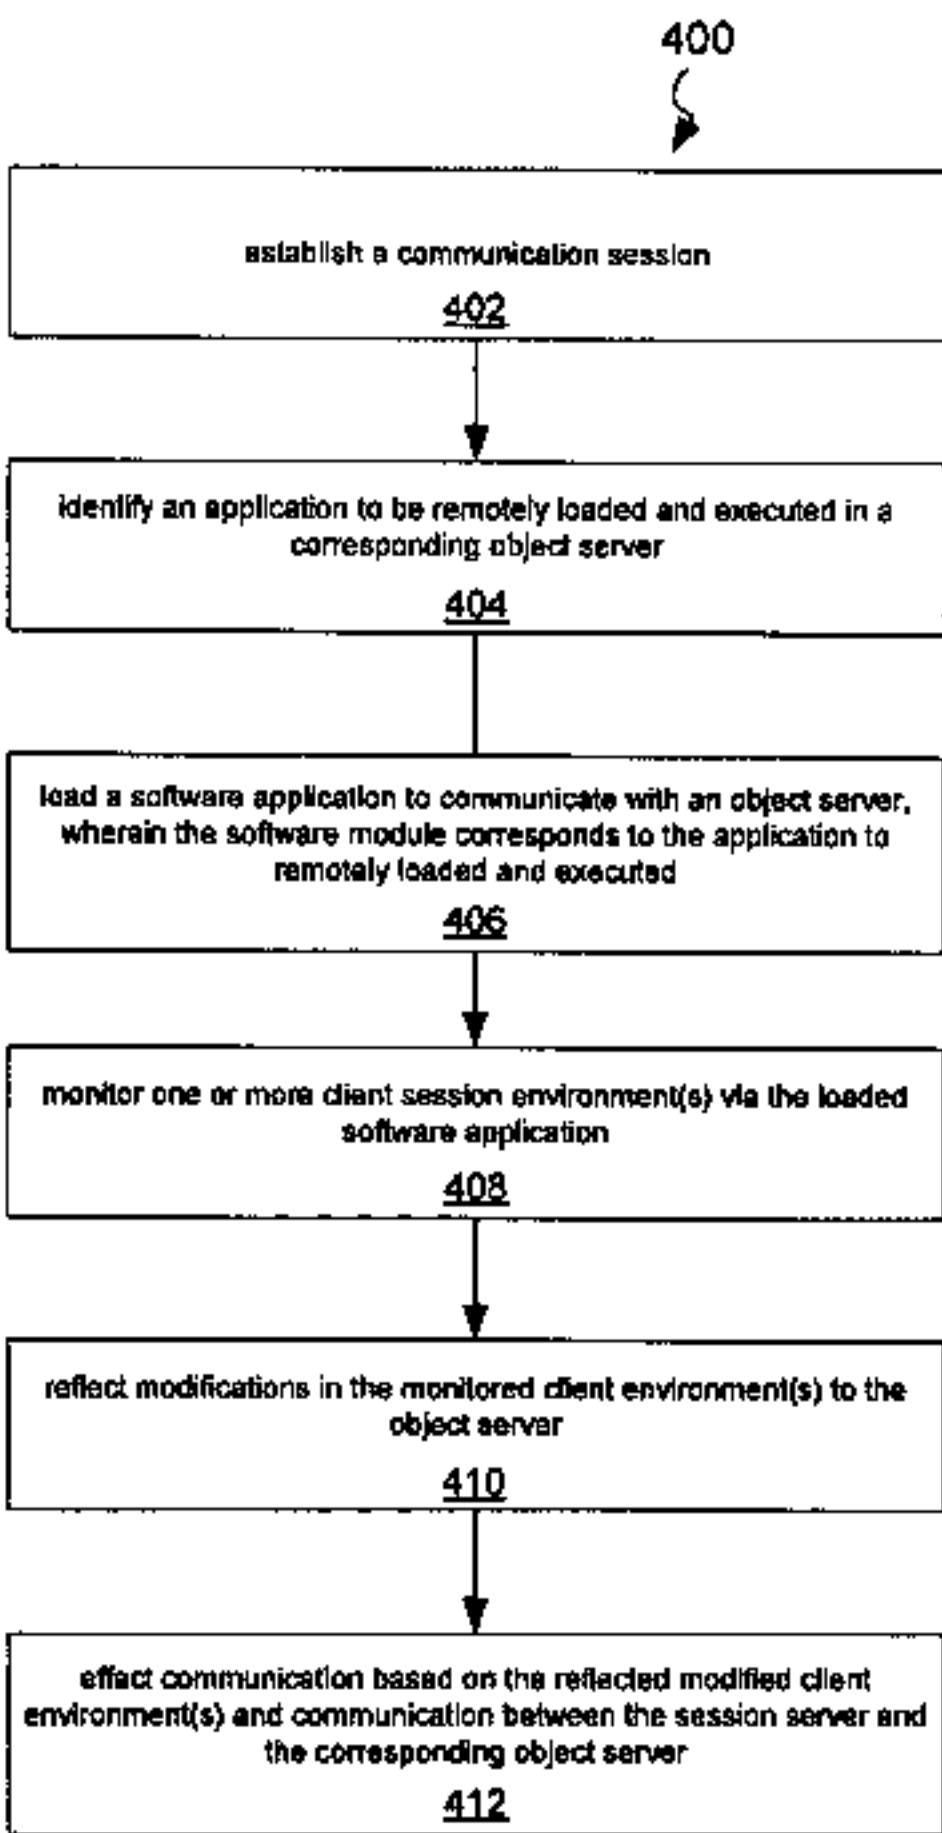 400
establish a communication session
402
identify an application to be remotely loaded and executed in a
corresponding object server
404
load a software application to communicate with an object server,
wherein the software module corresponds to the application to
remotely loaded and executed
406
monitor one or more client session environment(s) via the loaded
software application
408
reflect modifications in the monitored client environment(s) to the
object server
410
effect communication based on the reflected modified client
environment(s) and communication between the session server and
the corresponding object server
412